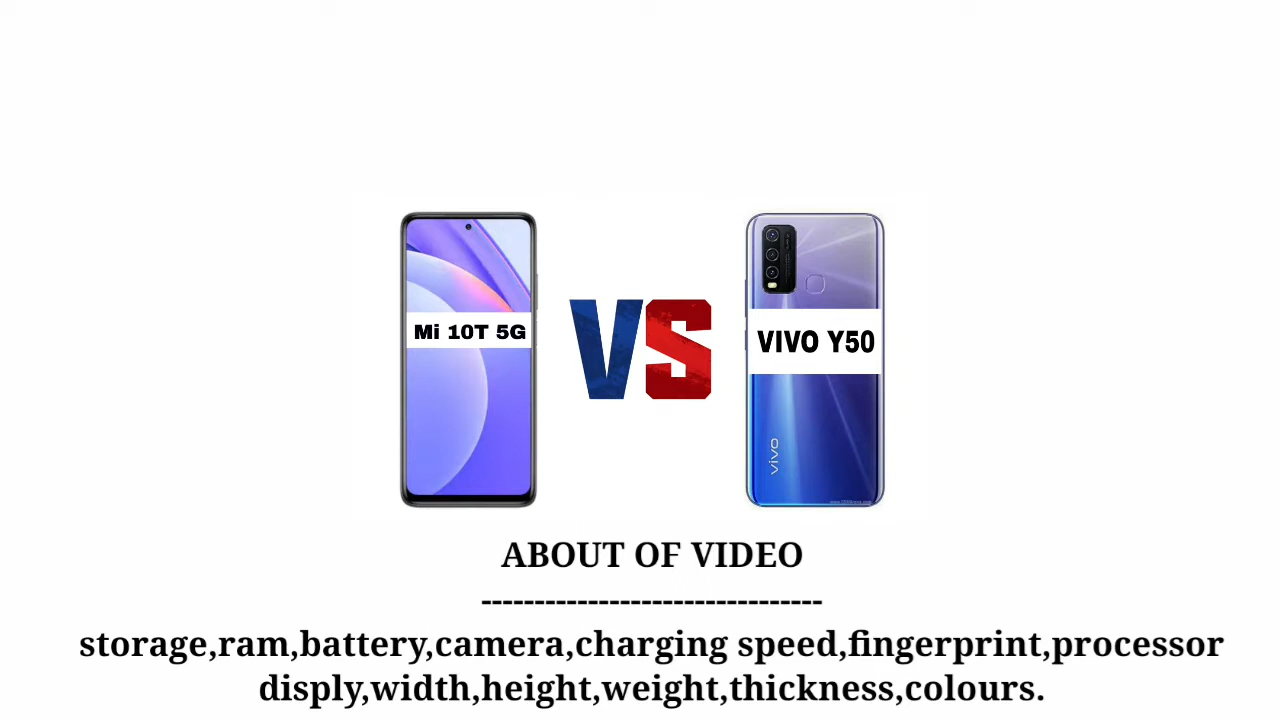 Mi 10T 5G
VS
VIVO Y50
vivo
ABOUT OF VIDEO
--------------------------------
storage,ram,battery,camera,charging speed,fingerprint,processor
disply,width,height,weight,thickness,colours.